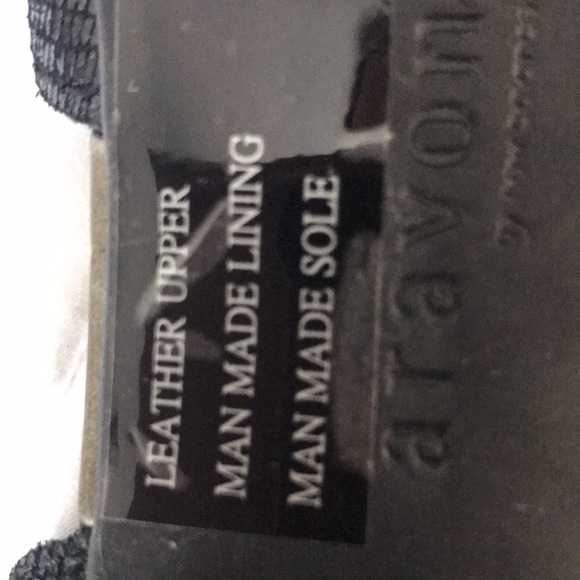 LEATHER UPPER
MAN MADE LINING
MAN MADE SOLE
aravon